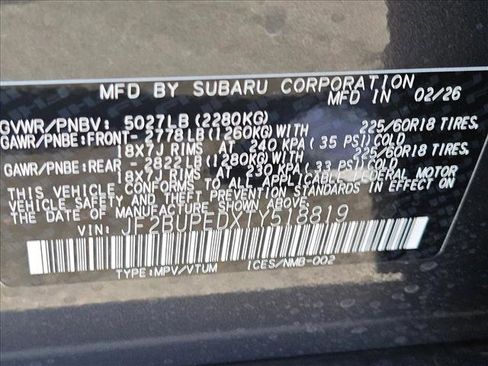 MFD BY SUBARU CORPORATION
MFD IN 02/26
GVWR/PNBV: 5027LB(2280KG)
GAWR/PNBE:FRONT- 2778LB(1260KG)WITH 225/60R18 TIRES,
18X7J RIMS AT 240 KPA(35 PSI)COLD
GAWR/PNBE:REAR - 2822LB(1280KG)WITH 225/60R18 TIRES,
18X7J RIMS AT 230 KPA(33 PSI)COLD
THIS VEHICLE CONFORMS TO ALL APPLICABLE FEDERAL MOTOR
VEHICLE SAFETY AND THEFT PREVENTION STANDARDS IN EFFECT ON
THE DATE OF MANUFACTURE SHOWN ABOVE.
VIN: JF2BUPEDXTY518819
TYPE:MPV/VTUM ICES/NMB-002